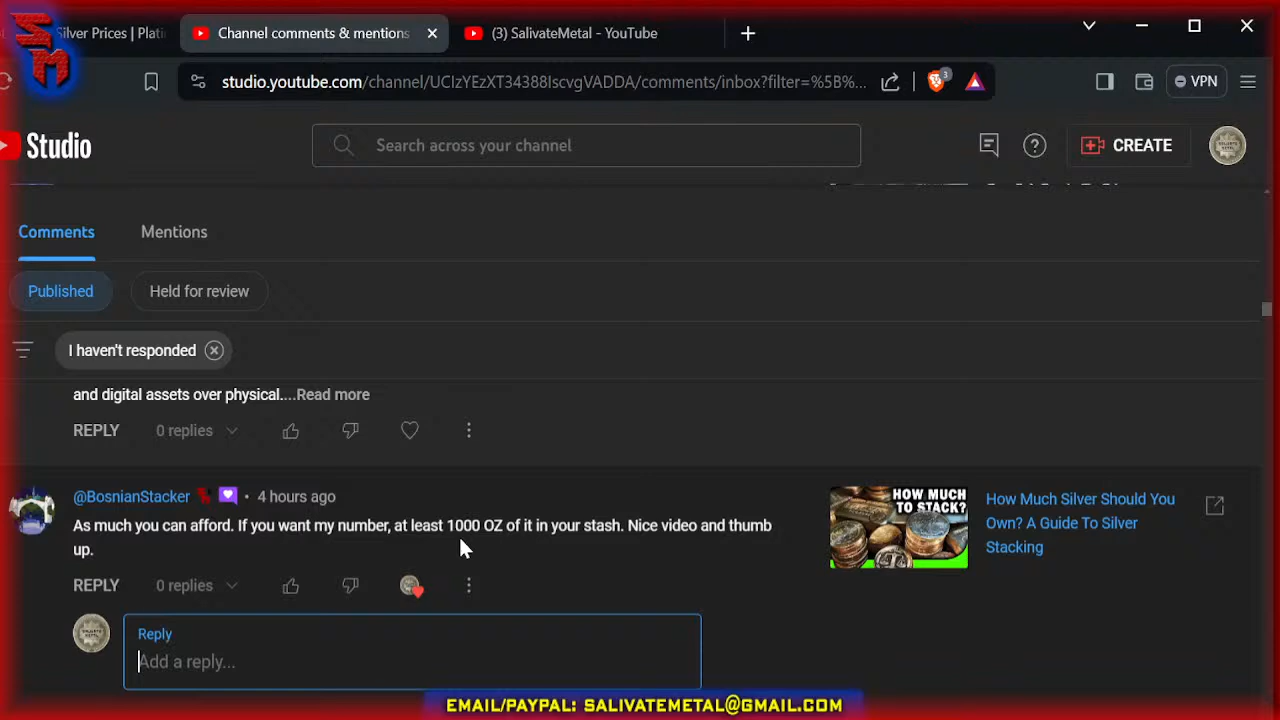 SM
Silver Prices | Plati
Channel comments & mentions
(3) SalivateMetal - YouTube
studio.youtube.com/channel/UCIzYEzXT34388IscvgVADDA/comments/inbox?filter=%5B%...
3
VPN
Studio
Search across your channel
CREATE
Comments
Mentions
Published
Held for review
I haven't responded
and digital assets over physical....Read more
REPLY
0 replies
@BosnianStacker
• 4 hours ago
As much you can afford. If you want my number, at least 1000 OZ of it in your stash. Nice video and thumb
up.
HOW MUCH
TO STACK?
How Much Silver Should You
Own? A Guide To Silver
Stacking
REPLY
0 replies
Reply
Add a reply...
EMAIL/PAYPAL: SALIVATEMETAL@GMAIL.COM